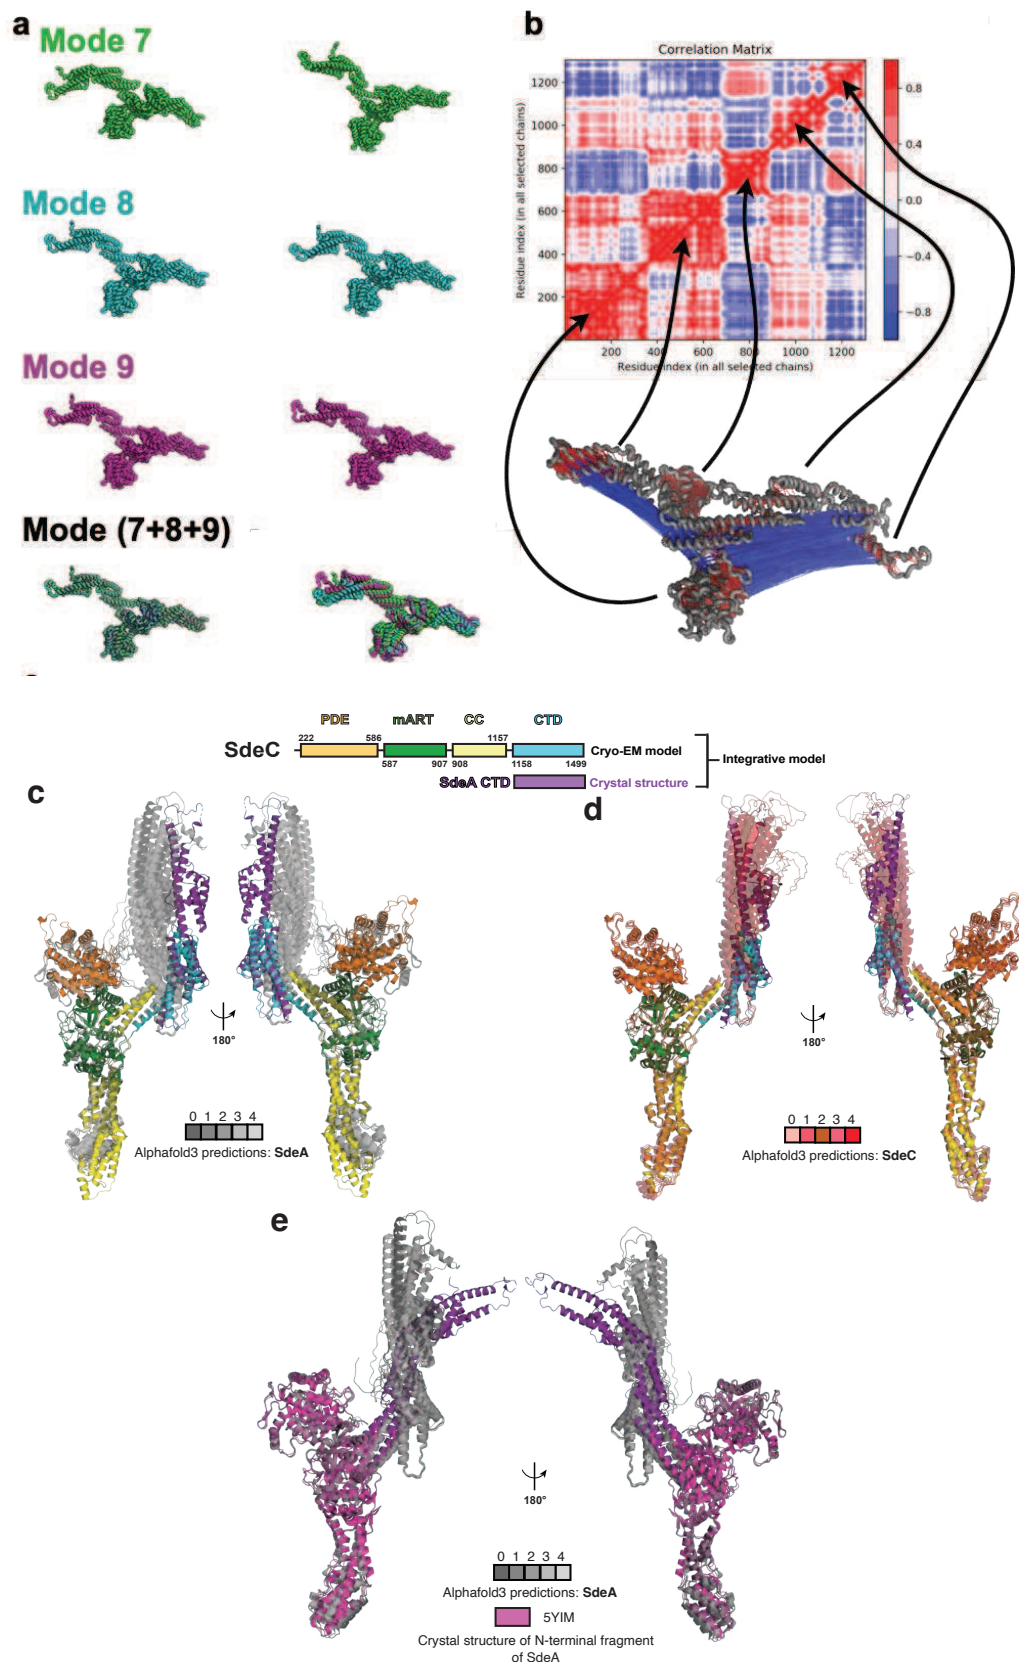 a
Mode 7
Mode 8
Mode 9
Mode (7+8+9)
b
Correlation Matrix
Residue index (in all selected chains)
1200
1000
800
600
400
200
200 400 600 800 1000 1200
Residue index (in all selected chains)
0.8
0.4
0.0
−0.4
−0.8
PDE mART CC CTD
222 586 1157
SdeC Cryo-EM model
587 907 908 1158 1499
Integrative model
SdeA CTD Crystal structure
c
180°
0 1 2 3 4
Alphafold3 predictions: SdeA
d
180°
0 1 2 3 4
Alphafold3 predictions: SdeC
e
180°
0 1 2 3 4
Alphafold3 predictions: SdeA
5YIM
Crystal structure of N-terminal fragment
of SdeA